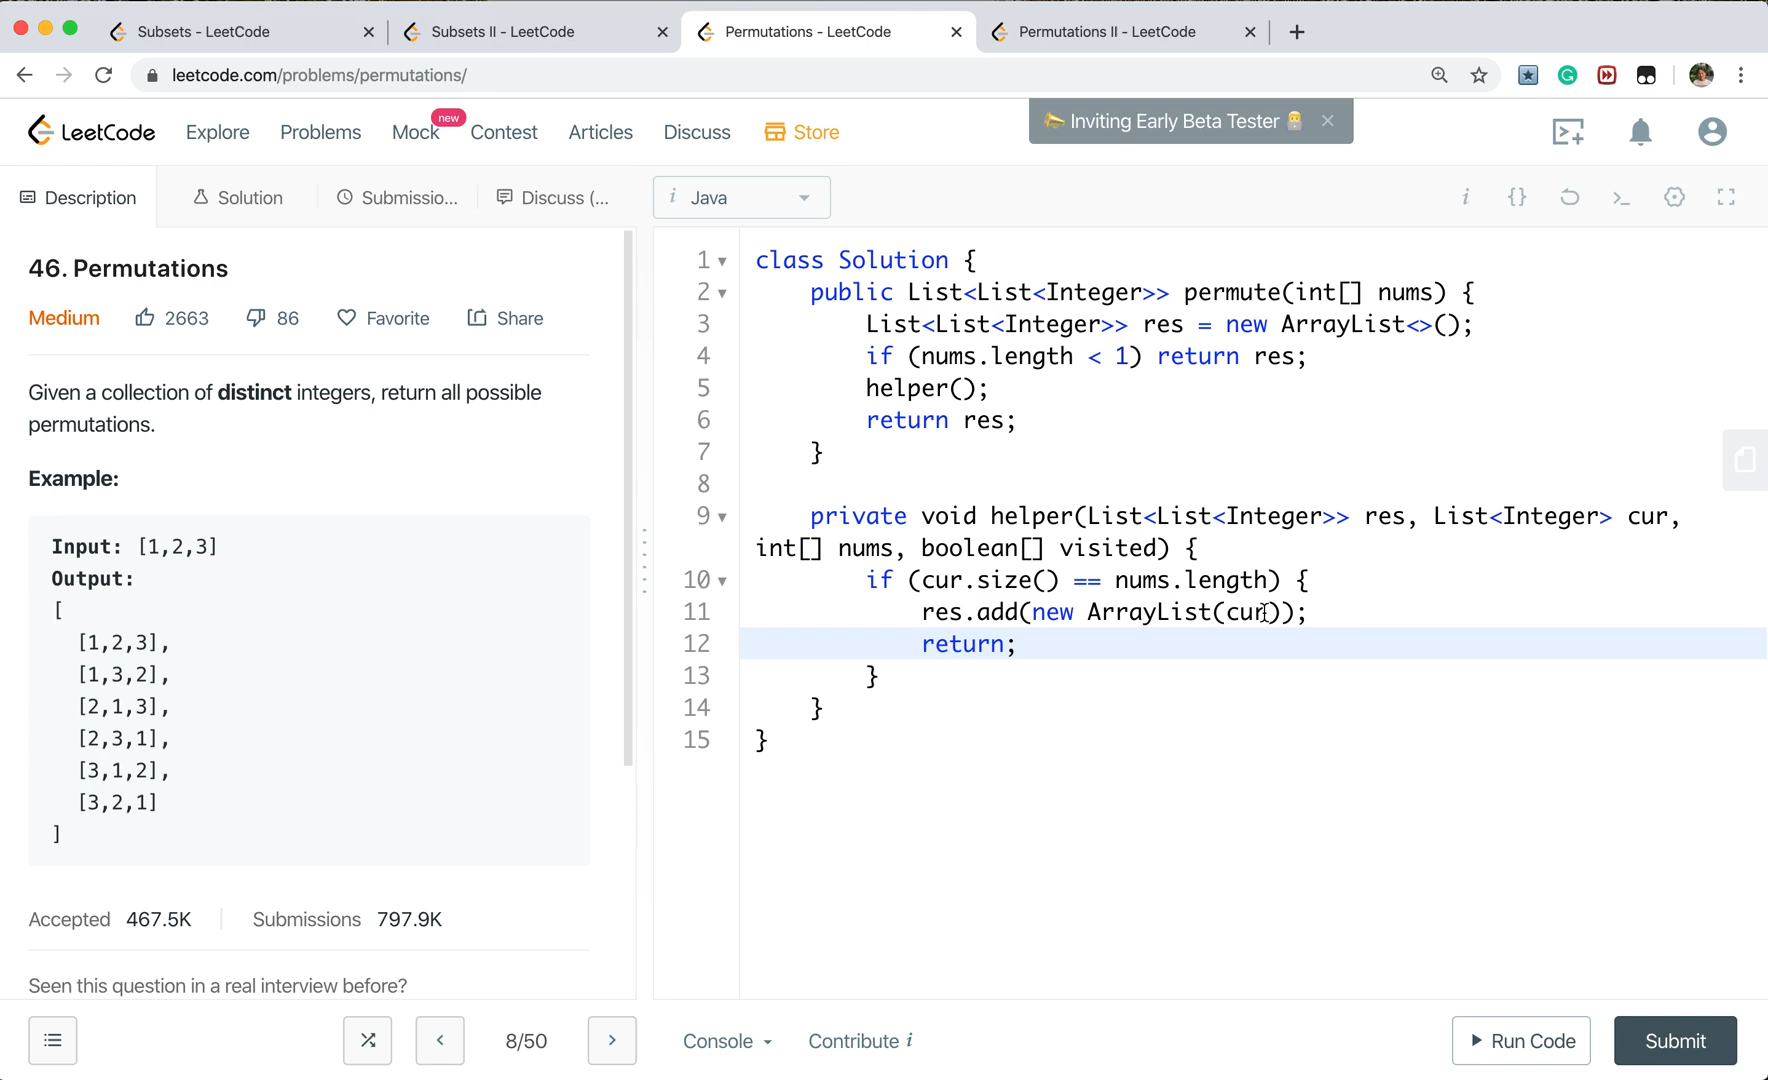 Subsets - LeetCode
Subsets II - LeetCode
Permutations - LeetCode
Permutations II - LeetCode
leetcode.com/problems/permutations/
LeetCode
Explore
Problems
Mock
new
Contest
Articles
Discuss
Store
Inviting Early Beta Tester
Description
Solution
Submissio...
Discuss (...
i Java
46. Permutations
Medium
2663
86
Favorite
Share
Given a collection of distinct integers, return all possible
permutations.
Example:
Input: [1,2,3]
Output:
[
[1,2,3],
[1,3,2],
[2,1,3],
[2,3,1],
[3,1,2],
[3,2,1]
]
Accepted 467.5K
Submissions 797.9K
Seen this question in a real interview before?
1 class Solution {
2 public List<List<Integer>> permute(int[] nums) {
3 List<List<Integer>> res = new ArrayList<>();
4 if (nums.length < 1) return res;
5 helper();
6 return res;
7 }
8
9 private void helper(List<List<Integer>> res, List<Integer> cur,
int[] nums, boolean[] visited) {
10 if (cur.size() == nums.length) {
11 res.add(new ArrayList(cur));
12 return;
13 }
14 }
15 }
8/50
Console
Contribute i
Run Code
Submit